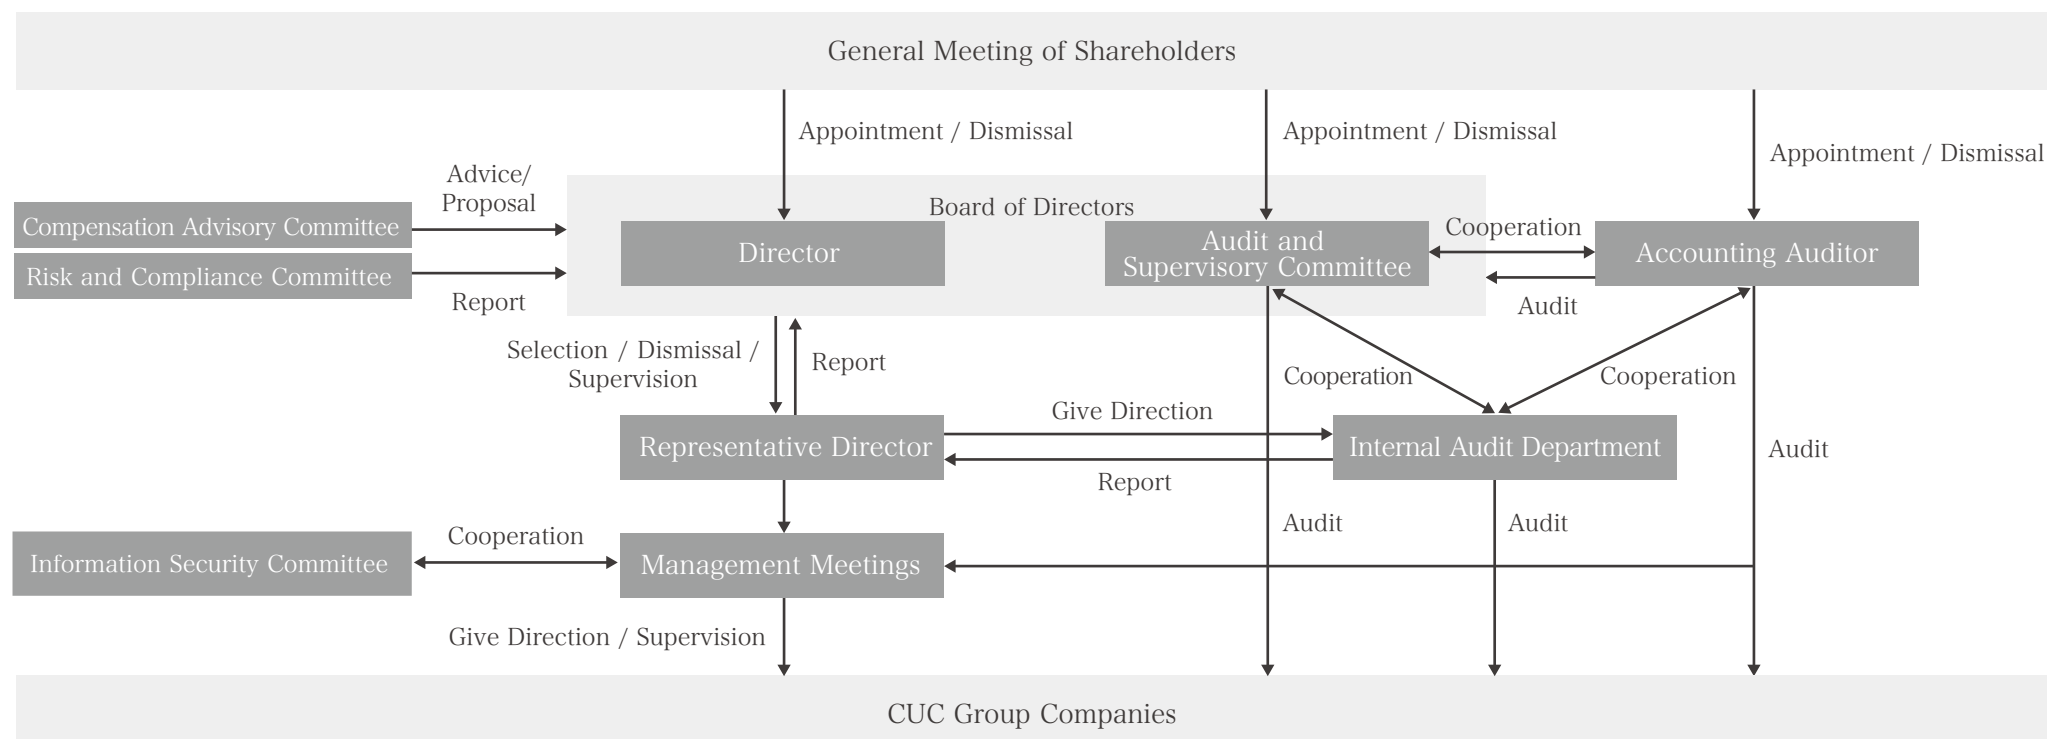 General Meeting of Shareholders
Appointment / Dismissal
Appointment / Dismissal
Appointment / Dismissal
Advice/
Proposal
Compensation Advisory Committee
Risk and Compliance Committee
Report
Board of Directors
Director
Audit and
Supervisory Committee
Cooperation
Accounting Auditor
Audit
Selection / Dismissal /
Supervision
Report
Cooperation
Cooperation
Give Direction
Representative Director
Internal Audit Department
Audit
Report
Cooperation
Information Security Committee
Management Meetings
Audit
Audit
Give Direction / Supervision
CUC Group Companies